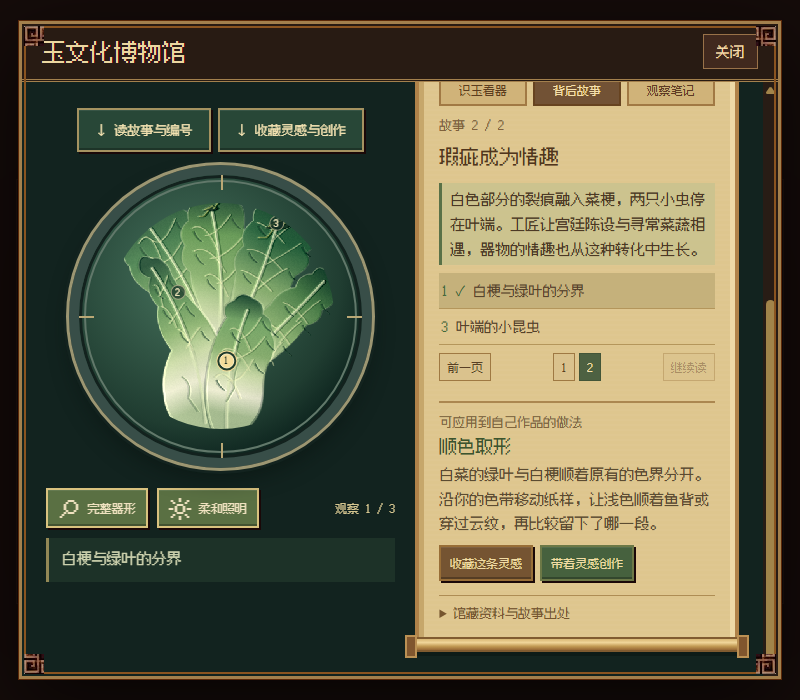 玉文化博物馆
关闭
↓ 读故事与编号
↓ 收藏灵感与创作
3
2
1
完整器形
柔和照明
观察 1 / 3
白梗与绿叶的分界
识玉看器
背后故事
观察笔记
故事 2 / 2
瑕疵成为情趣
白色部分的裂痕融入菜梗，两只小虫停
在叶端。工匠让宫廷陈设与寻常菜蔬相
遇，器物的情趣也从这种转化中生长。
1 ✓ 白梗与绿叶的分界
3 叶端的小昆虫
前一页
1
2
继续读
可应用到自己作品的做法
顺色取形
白菜的绿叶与白梗顺着原有的色界分开。
沿你的色带移动纸样，让浅色顺着鱼背或
穿过云纹，再比较留下了哪一段。
收藏这条灵感
带着灵感创作
▶ 馆藏资料与故事出处